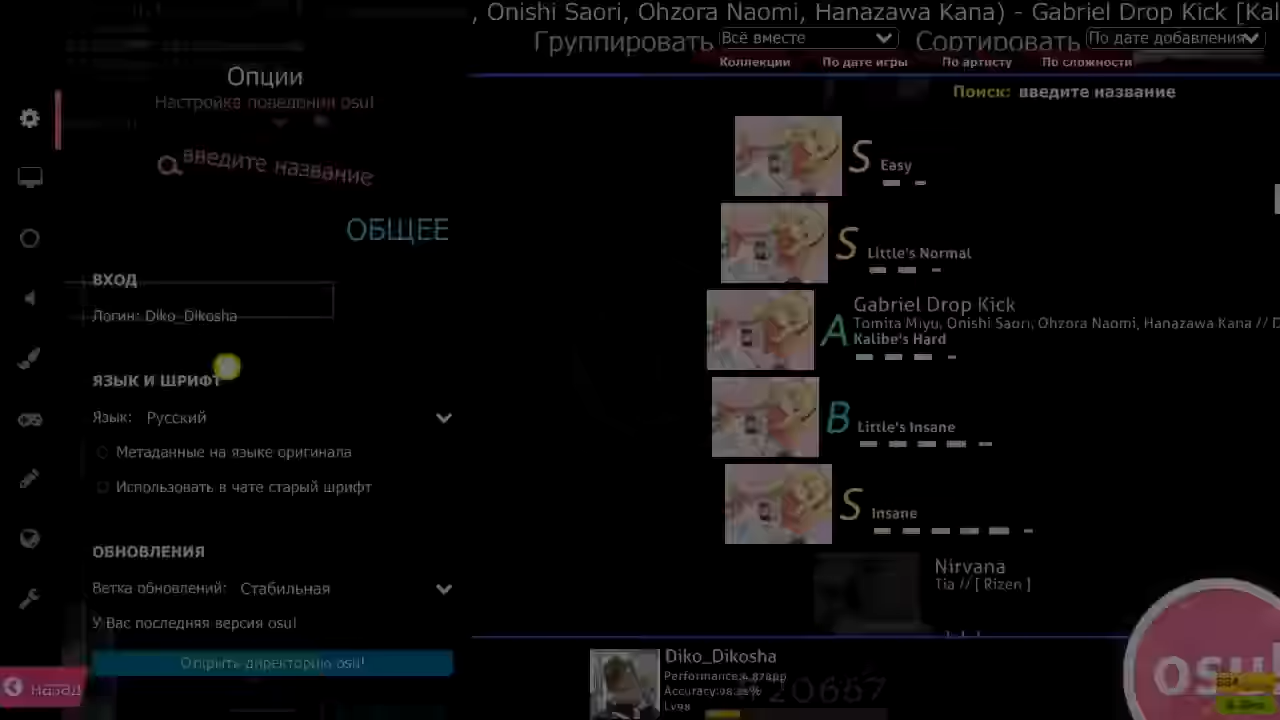 , Onishi Saori, Ohzora Naomi, Hanazawa Kana) - Gabriel Drop Kick [Kal
Группировать Всё вместе Сортировать По дате добавления
Коллекции По дате игры По артисту По сложности
Поиск: введите название
Опции
Настройка поведения osu!
введите название
ОБЩЕЕ
ВХОД
Логин: Diko_Dikosha
ЯЗЫК И ШРИФТ
Язык: Русский
Метаданные на языке оригинала
Использовать в чате старый шрифт
ОБНОВЛЕНИЯ
Ветка обновлений: Стабильная
У Вас последняя версия osu!
Открыть директорию osu!
Назад
S Easy
S Little's Normal
Gabriel Drop Kick
Tomita Miyu, Onishi Saori, Ohzora Naomi, Hanazawa Kana // D
A Kalibe's Hard
B Little's Insane
S Insane
Nirvana
Tia // [ Rizen ]
Diko_Dikosha
Lv98
osu!